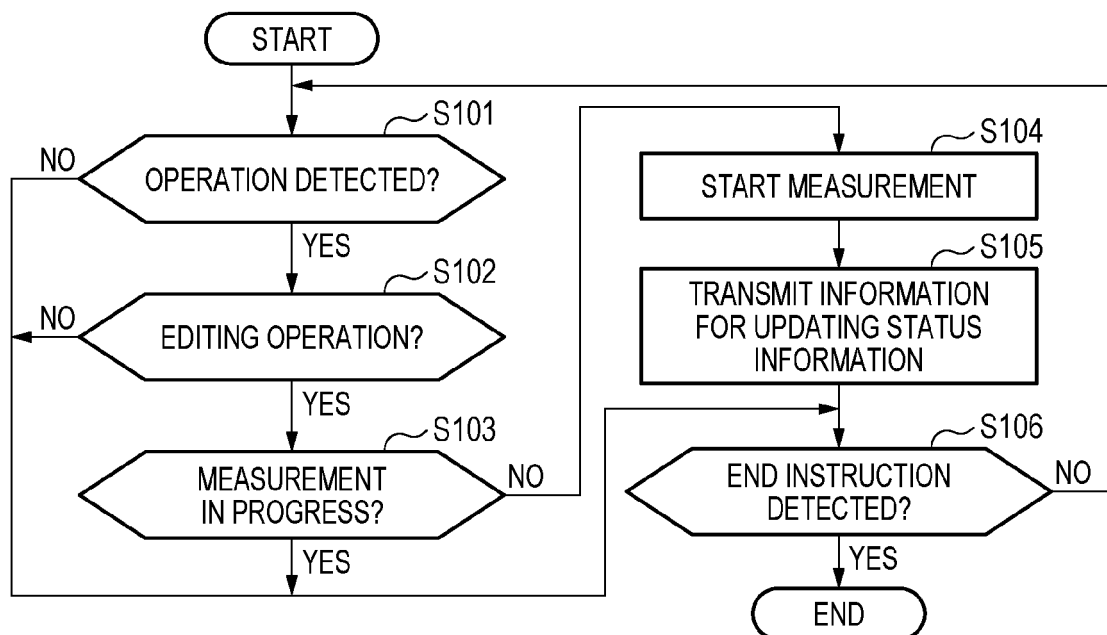 START
S101
NO
OPERATION DETECTED?
YES
S102
NO
EDITING OPERATION?
YES
S103
MEASUREMENT
IN PROGRESS?
NO
YES
S104
START MEASUREMENT
S105
TRANSMIT INFORMATION
FOR UPDATING STATUS
INFORMATION
S106
END INSTRUCTION
DETECTED?
NO
YES
END